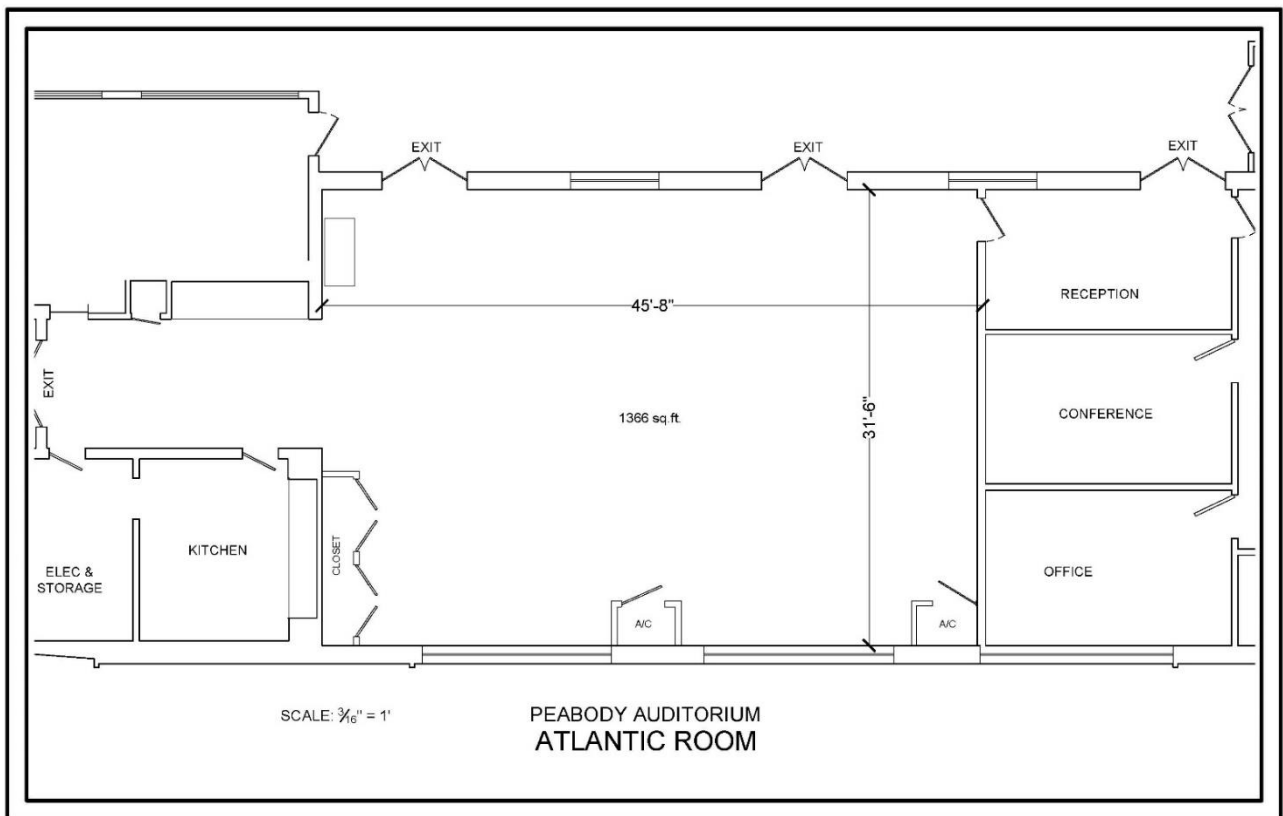 EXIT
EXIT
EXIT
45'-8"
RECEPTION
EXIT
1366 sq.ft.
31'-6"
CONFERENCE
KITCHEN
CLOSET
ELEC &
STORAGE
OFFICE
A/C
A/C
SCALE: 3/16" = 1'
PEABODY AUDITORIUM
ATLANTIC ROOM